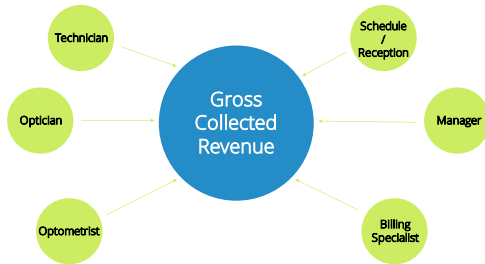 Technician
Schedule
/
Reception
Optician
Gross
Collected
Revenue
Manager
Optometrist
Billing
Specialist